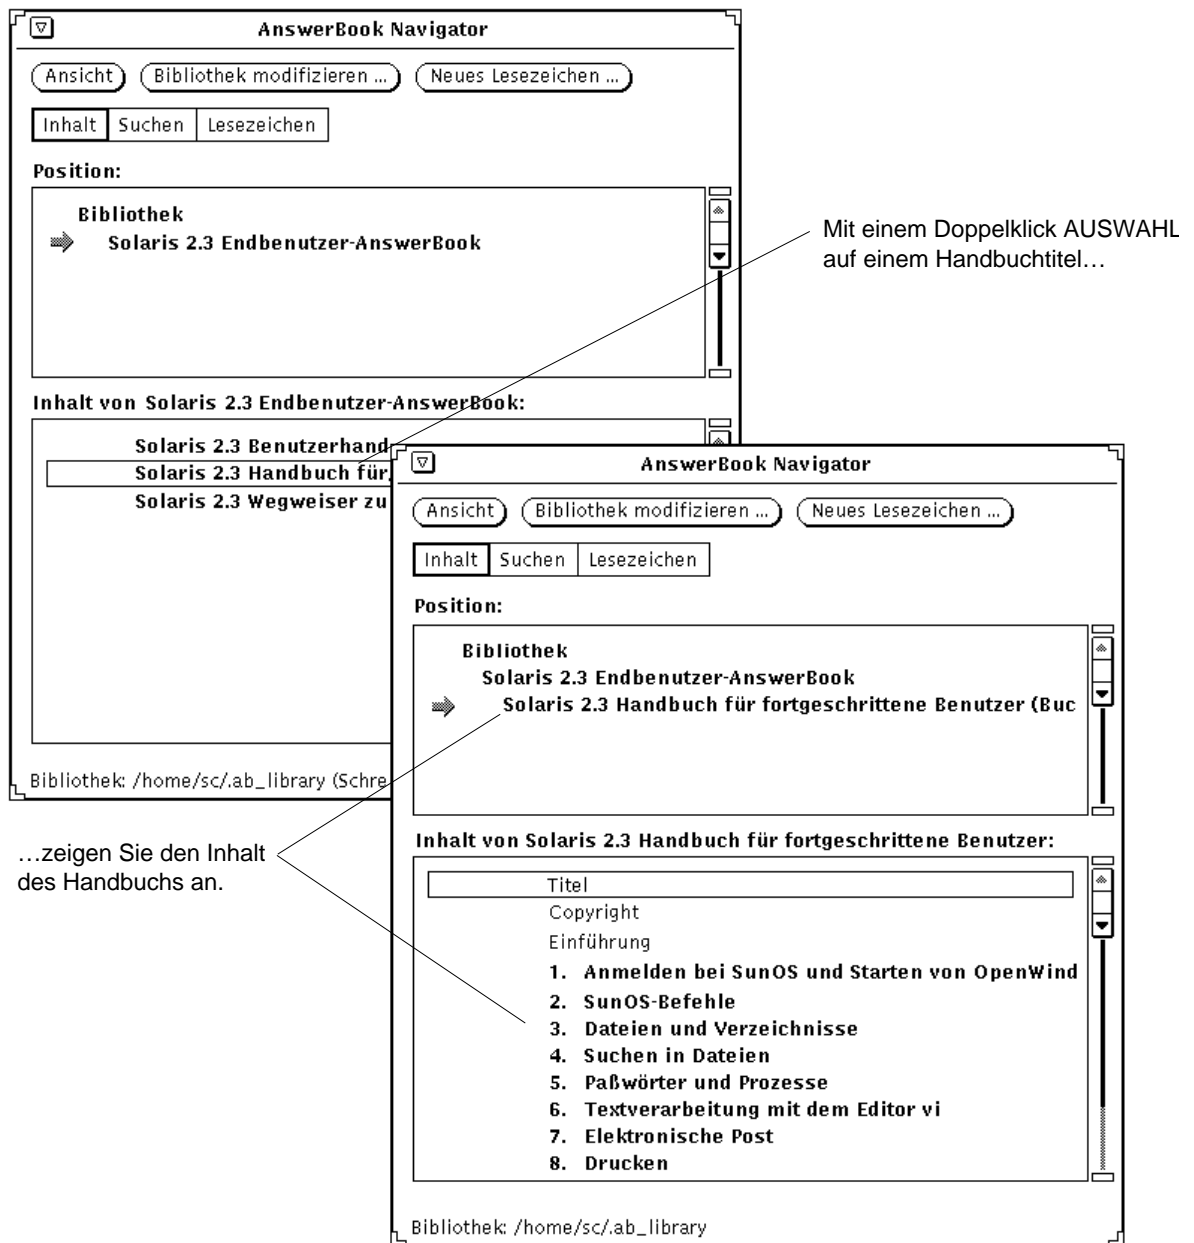 AnswerBook Navigator
Ansicht Bibliothek modifizieren ... Neues Lesezeichen ...
Inhalt Suchen Lesezeichen
Position:
Bibliothek
Solaris 2.3 Endbenutzer-AnswerBook
Mit einem Doppelklick AUSWAHL
auf einem Handbuchtitel…
Inhalt von Solaris 2.3 Endbenutzer-AnswerBook:
Solaris 2.3 Benutzerhand
Solaris 2.3 Handbuch für
Solaris 2.3 Wegweiser zu
Bibliothek: /home/sc/.ab_library (Schre
AnswerBook Navigator
Ansicht Bibliothek modifizieren ... Neues Lesezeichen ...
Inhalt Suchen Lesezeichen
Position:
Bibliothek
Solaris 2.3 Endbenutzer-AnswerBook
Solaris 2.3 Handbuch für fortgeschrittene Benutzer (Buc
…zeigen Sie den Inhalt
des Handbuchs an.
Inhalt von Solaris 2.3 Handbuch für fortgeschrittene Benutzer:
Titel
Copyright
Einführung
1. Anmelden bei SunOS und Starten von OpenWind
2. SunOS-Befehle
3. Dateien und Verzeichnisse
4. Suchen in Dateien
5. Paßwörter und Prozesse
6. Textverarbeitung mit dem Editor vi
7. Elektronische Post
8. Drucken
Bibliothek: /home/sc/.ab_library